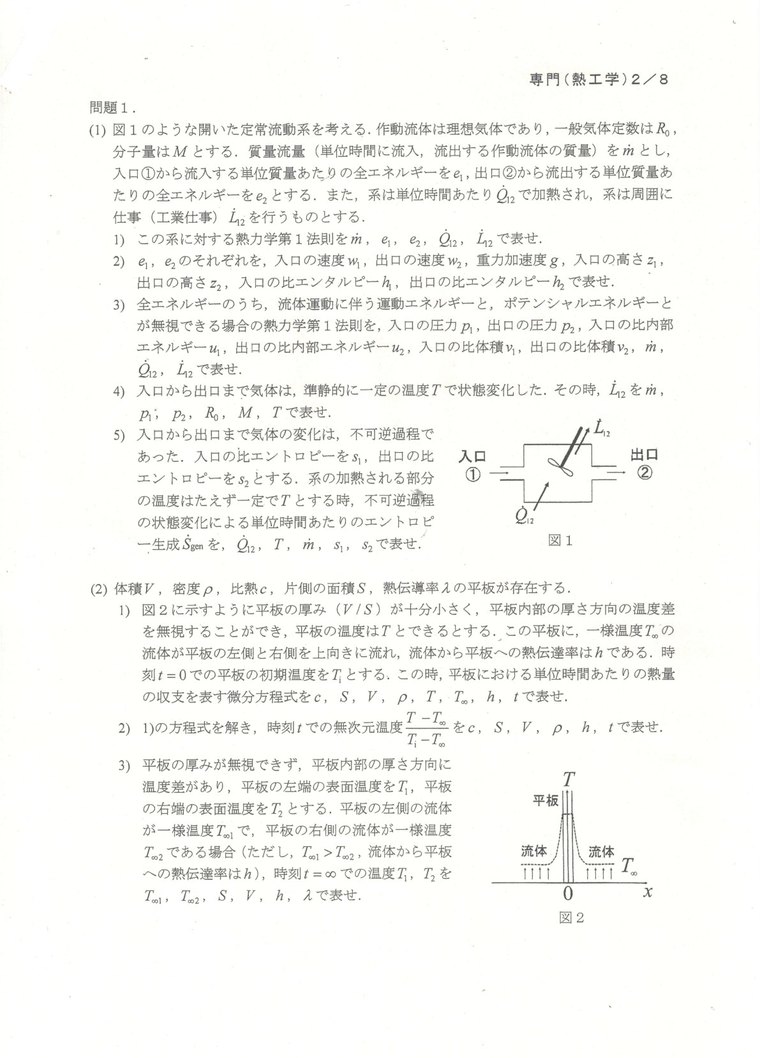 専門(熱工学)2/8
問題1.
(1) 図1のような開いた定常流動系を考える.作動流体は理想気体であり,一般気体定数はR₀,
分子量はMとする.質量流量(単位時間に流入,流出する作動流体の質量)をṁとし,
入口①から流入する単位質量あたりの全エネルギーをe₁,出口②から流出する単位質量あ
たりの全エネルギーをe₂とする.また,系は単位時間あたりQ̇₁₂で加熱され,系は周囲に
仕事(工業仕事)L̇₁₂を行うものとする.
1) この系に対する熱力学第1法則をṁ,e₁,e₂,Q̇₁₂,L̇₁₂で表せ.
2) e₁,e₂のそれぞれを,入口の速度w₁,出口の速度w₂,重力加速度g,入口の高さz₁,
出口の高さz₂,入口の比エンタルピーh₁,出口の比エンタルピーh₂で表せ.
3) 全エネルギーのうち,流体運動に伴う運動エネルギーと,ポテンシャルエネルギーと
が無視できる場合の熱力学第1法則を,入口の圧力p₁,出口の圧力p₂,入口の比内部
エネルギーu₁,出口の比内部エネルギーu₂,入口の比体積v₁,出口の比体積v₂,ṁ,
Q̇₁₂,L̇₁₂で表せ.
4) 入口から出口まで気体は,準静的に一定の温度Tで状態変化した.その時,L̇₁₂をṁ,
p₁,p₂,R₀,M,Tで表せ.
5) 入口から出口まで気体の変化は,不可逆過程で
あった.入口の比エントロピーをs₁,出口の比
エントロピーをs₂とする.系の加熱される部分
の温度はたえず一定でTとする時,不可逆過程
の状態変化による単位時間あたりのエントロピ
ー生成Ṡgenを,Q̇₁₂,T,ṁ,s₁,s₂で表せ.
入口
①
L̇₁₂
出口
②
Q̇₁₂
図1
(2) 体積V,密度ρ,比熱c,片側の面積S,熱伝導率λの平板が存在する.
1) 図2に示すように平板の厚み(V/S)が十分小さく,平板内部の厚さ方向の温度差
を無視することができ,平板の温度はTとできるとする.この平板に,一様温度T∞の
流体が平板の左側と右側を上向きに流れ,流体から平板への熱伝達率はhである.時
刻t=0での平板の初期温度をTᵢとする.この時,平板における単位時間あたりの熱量
の収支を表す微分方程式をc,S,V,ρ,T,T∞,h,tで表せ.
2) 1)の方程式を解き,時刻tでの無次元温度(T-T∞)/(Tᵢ-T∞)をc,S,V,ρ,h,tで表せ.
3) 平板の厚みが無視できず,平板内部の厚さ方向に
温度差があり,平板の左端の表面温度をT₁,平板
の右端の表面温度をT₂とする.平板の左側の流体
が一様温度T∞₁で,平板の右側の流体が一様温度
T∞₂である場合(ただし,T∞₁>T∞₂,流体から平板
への熱伝達率はh),時刻t=∞での温度T₁,T₂を
T∞₁,T∞₂,S,V,h,λで表せ.
T
平板
流体
流体
T∞
0
x
図2